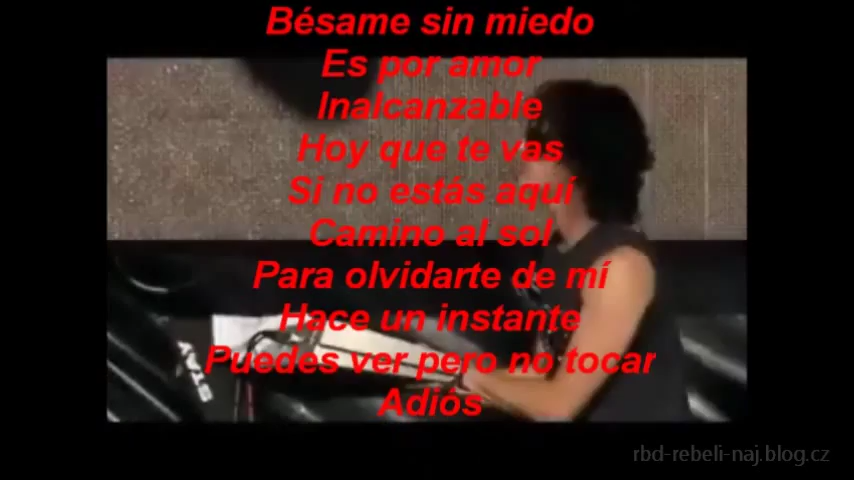 Bésame sin miedo
Es por amor
Inalcanzable
Hoy que te vas
Si no estás aquí
Camino al sol
Para olvidarte de mí
Hace un instante
Puedes ver pero no tocar
Adiós
STAY
rbd-rebeli-naj.blog.cz